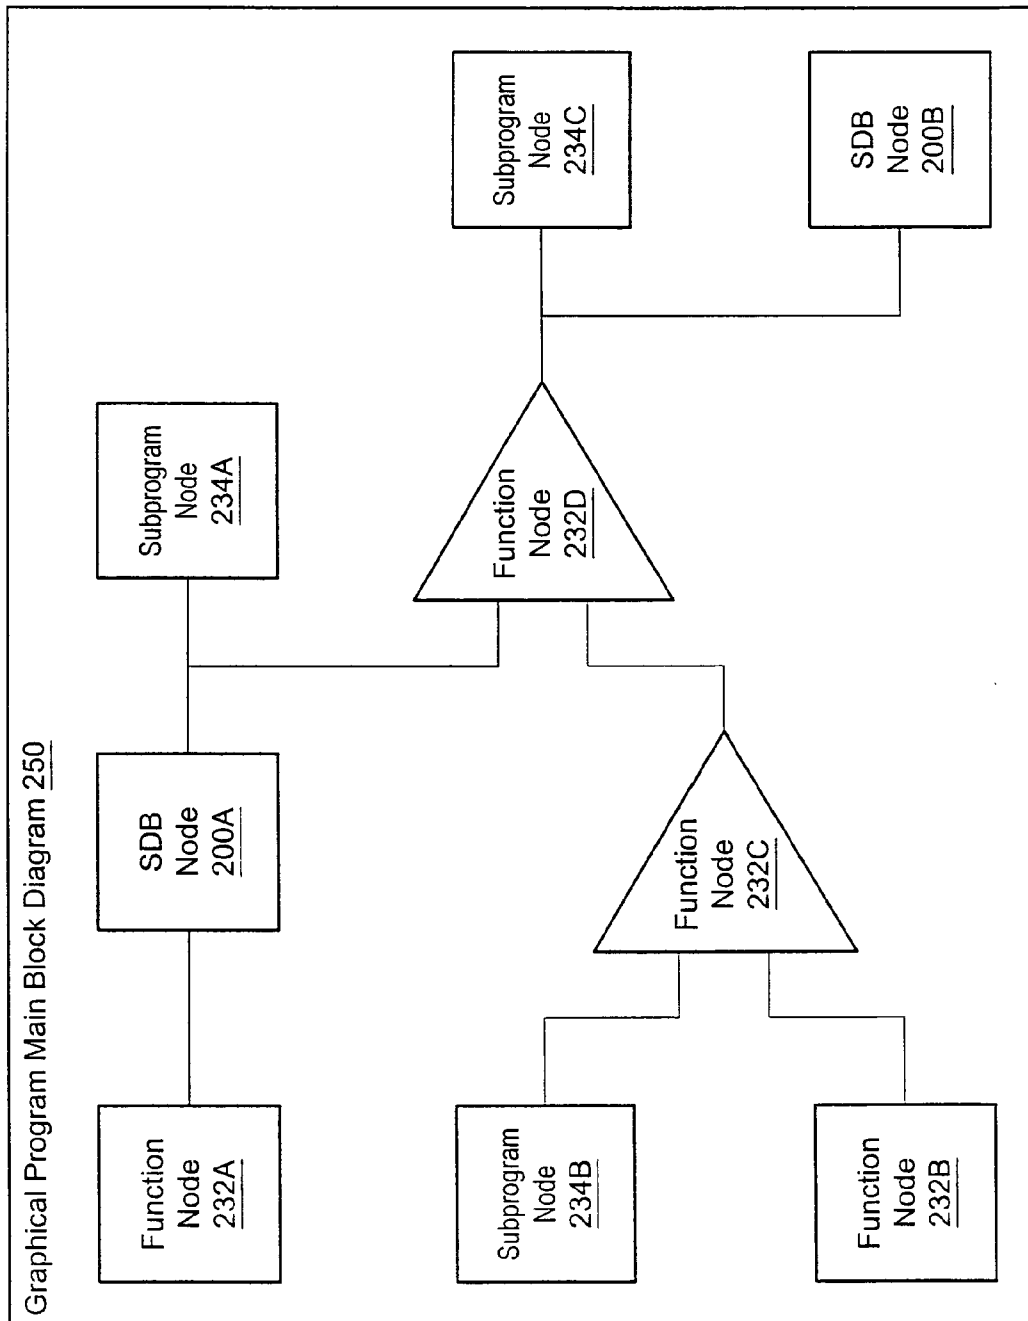 Graphical Program Main Block Diagram 250
Function
Node
232A
SDB
Node
200A
Subprogram
Node
234A
Subprogram
Node
234B
Function
Node
232B
Function
Node
232C
Function
Node
232D
Subprogram
Node
234C
SDB
Node
200B